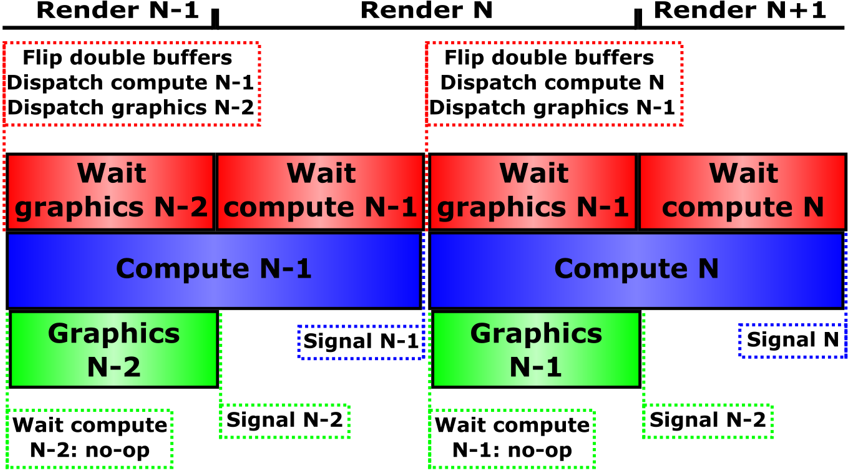 Render N-1
Render N
Render N+1
Flip double buffers
Dispatch compute N-1
Dispatch graphics N-2
Flip double buffers
Dispatch compute N
Dispatch graphics N-1
Wait
graphics N-2
Wait
compute N-1
Wait
graphics N-1
Wait
compute N
Compute N-1
Compute N
Graphics
N-2
Signal N-1
Graphics
N-1
Signal N
Wait compute
N-2: no-op
Signal N-2
Wait compute
N-1: no-op
Signal N-2